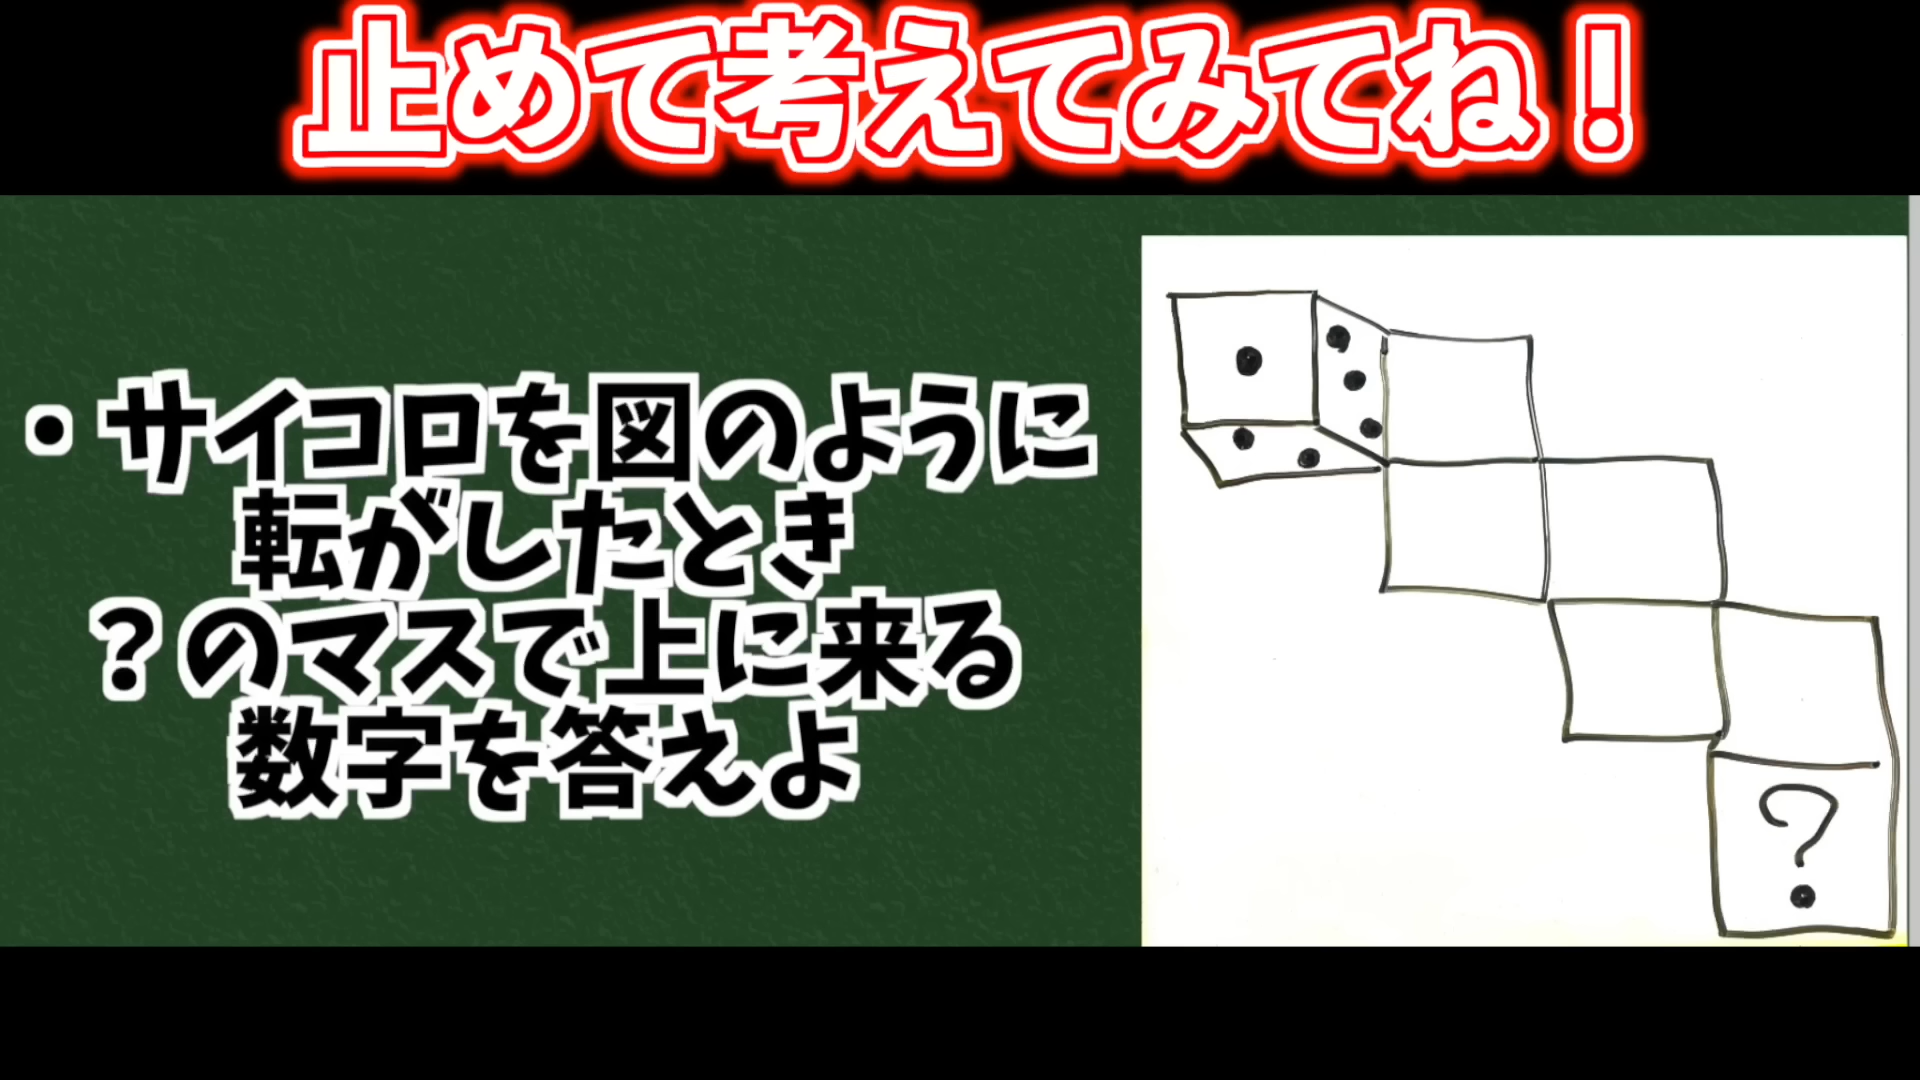 止めて考えてみてね！
・サイコロを図のように
転がしたとき
？のマスで上に来る
数字を答えよ
?